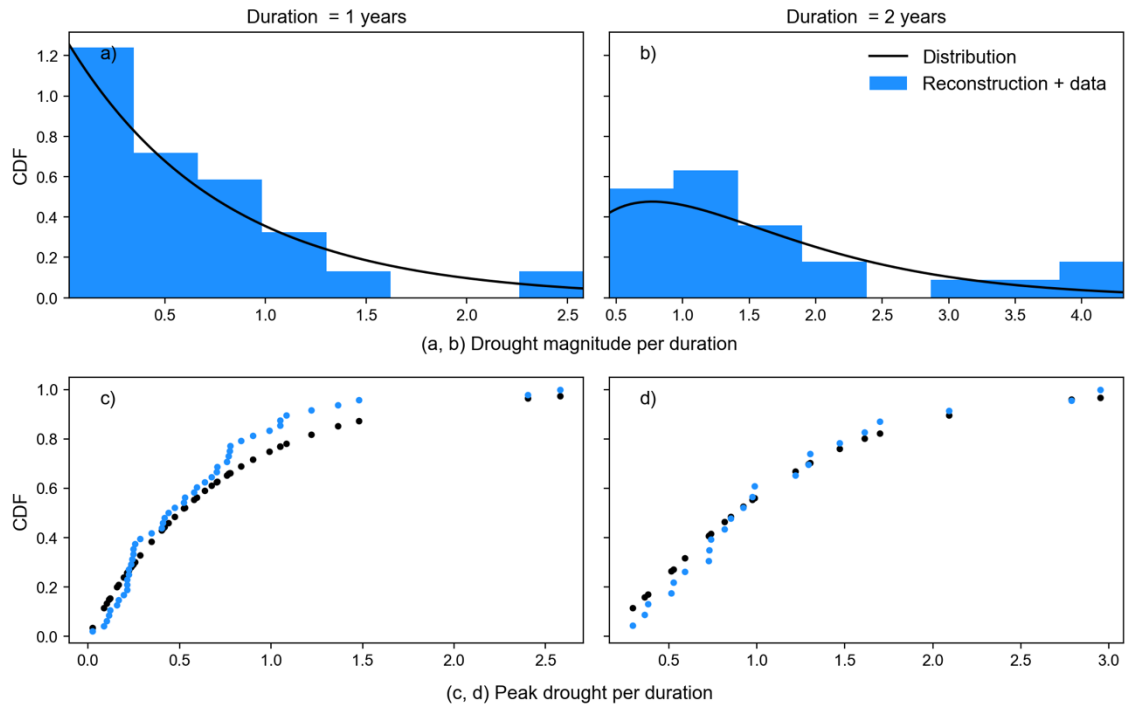 Duration = 1 years
Duration = 2 years
a)
b)
Distribution
Reconstruction + data
CDF
1.2
1.0
0.8
0.6
0.4
0.2
0.0
0.5 1.0 1.5 2.0 2.5
0.5 1.0 1.5 2.0 2.5 3.0 3.5 4.0
(a, b) Drought magnitude per duration
c)
d)
CDF
1.0
0.8
0.6
0.4
0.2
0.0
0.0 0.5 1.0 1.5 2.0 2.5
0.5 1.0 1.5 2.0 2.5 3.0
(c, d) Peak drought per duration